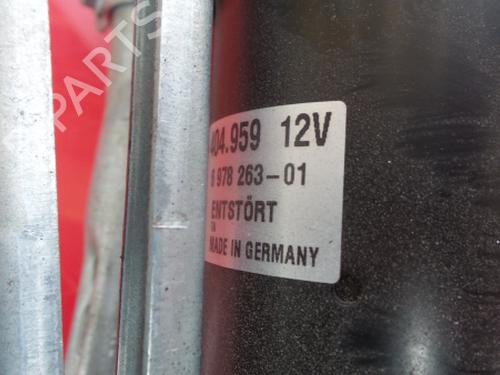 404.959 12V
6 978 263-01
ENTSTÖRT
MADE IN GERMANY
PARTS